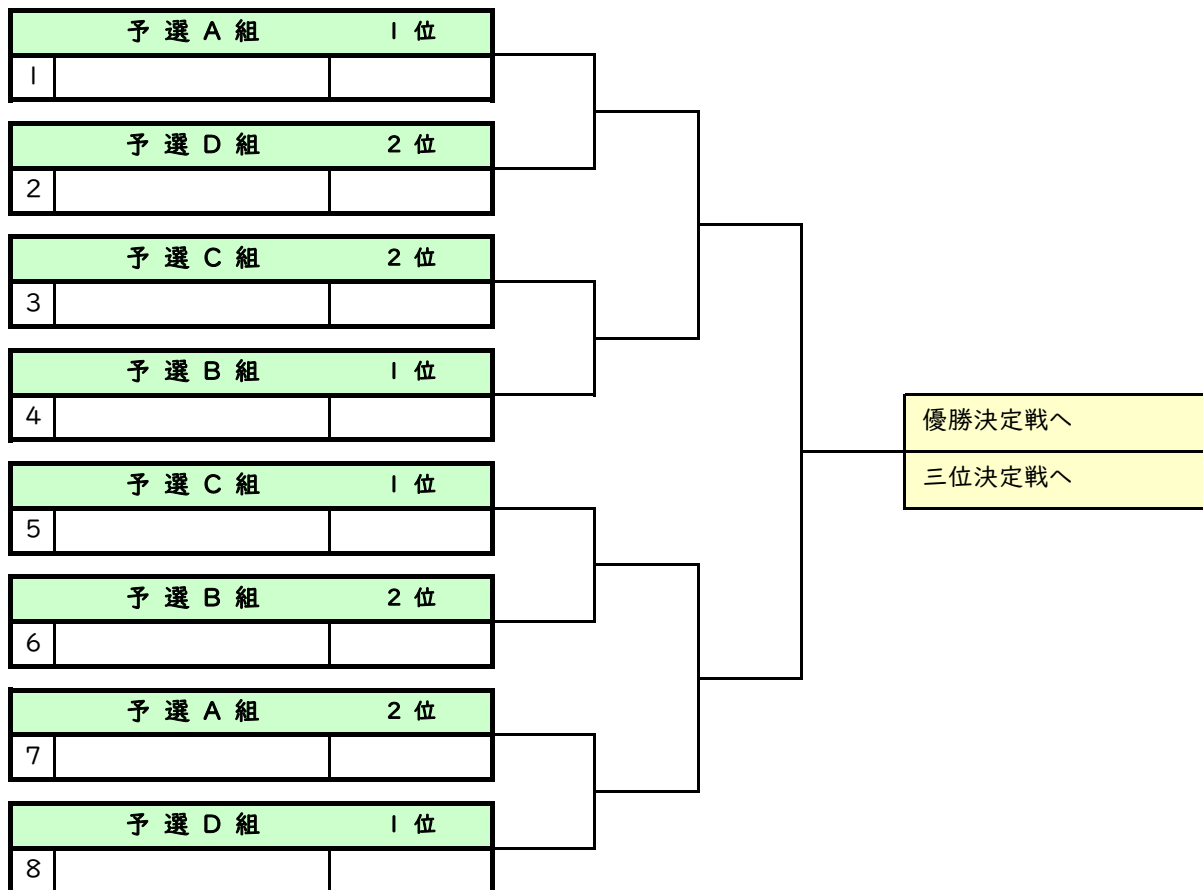 予選A組 1位
1
予選D組 2位
2
予選C組 2位
3
予選B組 1位
4
優勝決定戦へ
三位決定戦へ
予選C組 1位
5
予選B組 2位
6
予選A組 2位
7
予選D組 1位
8